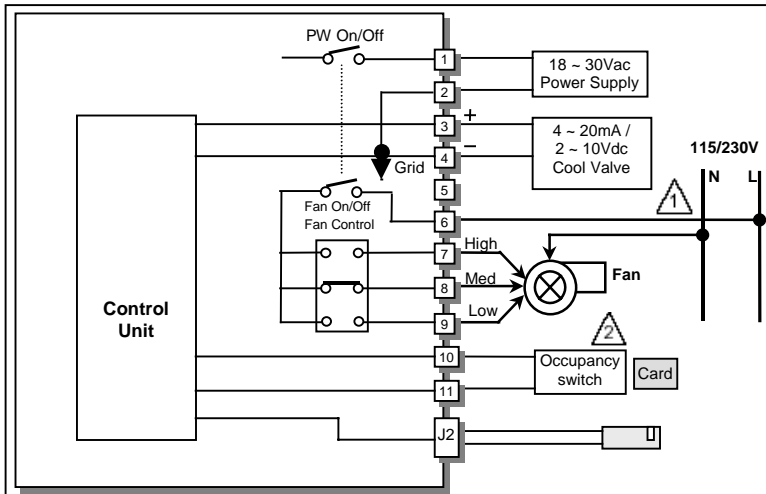 PW On/Off
1
18 ~ 30Vac
Power Supply
2
3
+
4 ~ 20mA /
2 ~ 10Vdc
Cool Valve
4
−
115/230V
N
L
Grid
5
1
Fan On/Off
Fan Control
6
High
7
Med
8
Fan
Low
9
Control
Unit
2
10
Occupancy
switch
Card
11
J2